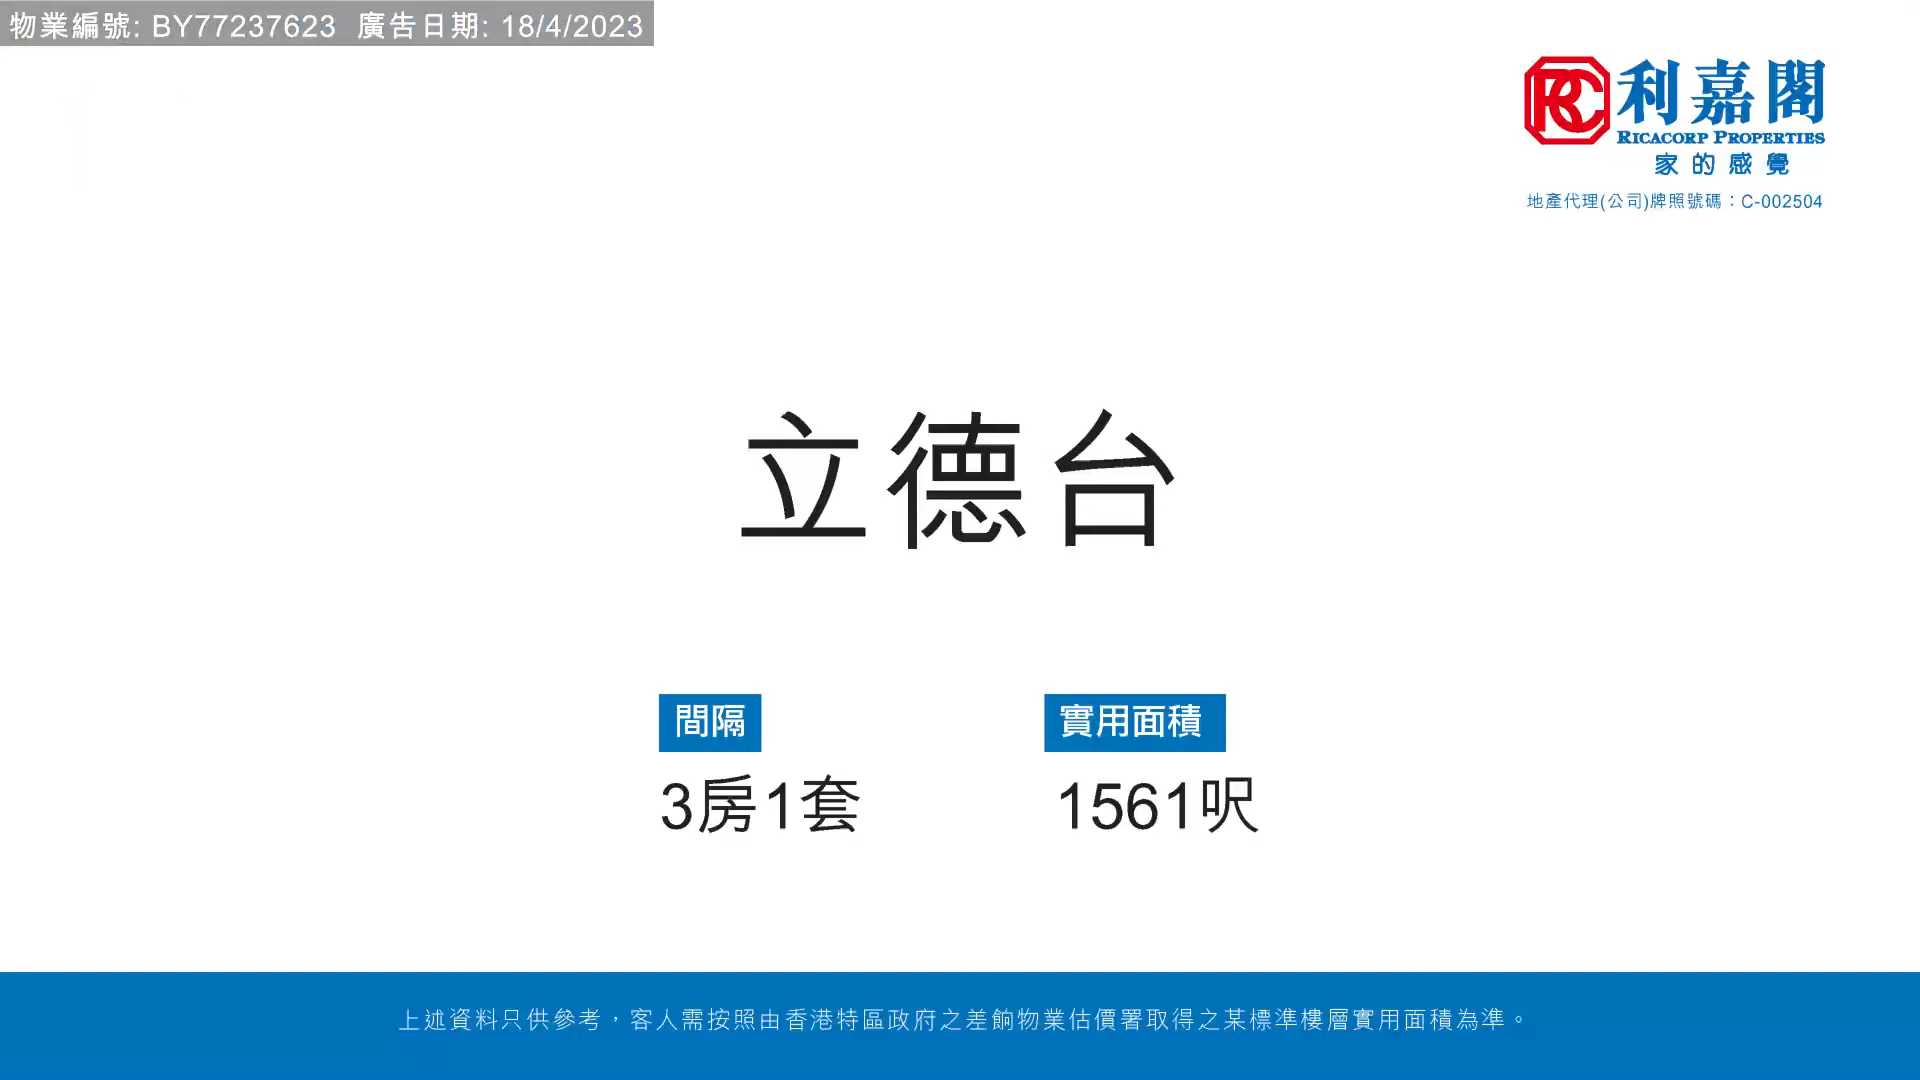 物業編號: BY77237623 廣告日期: 18/4/2023
RC 利嘉閣
RICACORP PROPERTIES
家的感覺
地產代理(公司)牌照號碼：C-002504
立德台
間隔
實用面積
3房1套
1561呎
上述資料只供參考，客人需按照由香港特區政府之差餉物業估價署取得之某標準樓層實用面積為準。